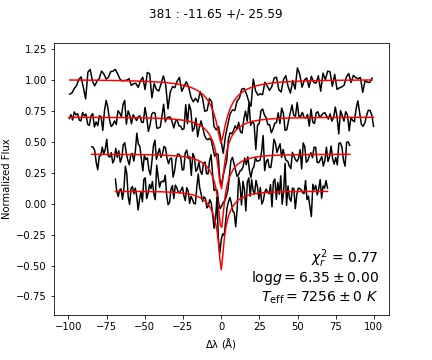 381 : -11.65 +/- 25.59
1.25
1.00
0.75
0.50
0.25
0.00
−0.25
−0.50
−0.75
Normalized Flux
χ²ᵣ = 0.77
logg = 6.35 ± 0.00
Teff = 7256 ± 0 K
−100 −75 −50 −25 0 25 50 75 100
Δλ (Å)